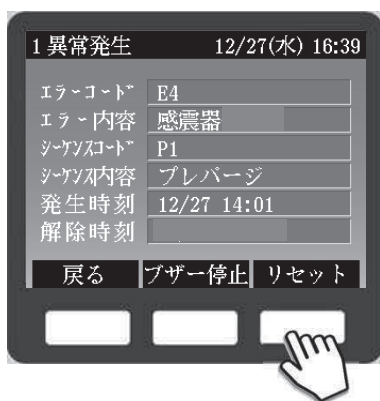 1 異常発生 12/27(水) 16:39
エラーコード E4
エラー内容 感震器
シーケンスコード P1
シーケンス内容 プレパージ
発生時刻 12/27 14:01
解除時刻
戻る ブザー停止 リセット